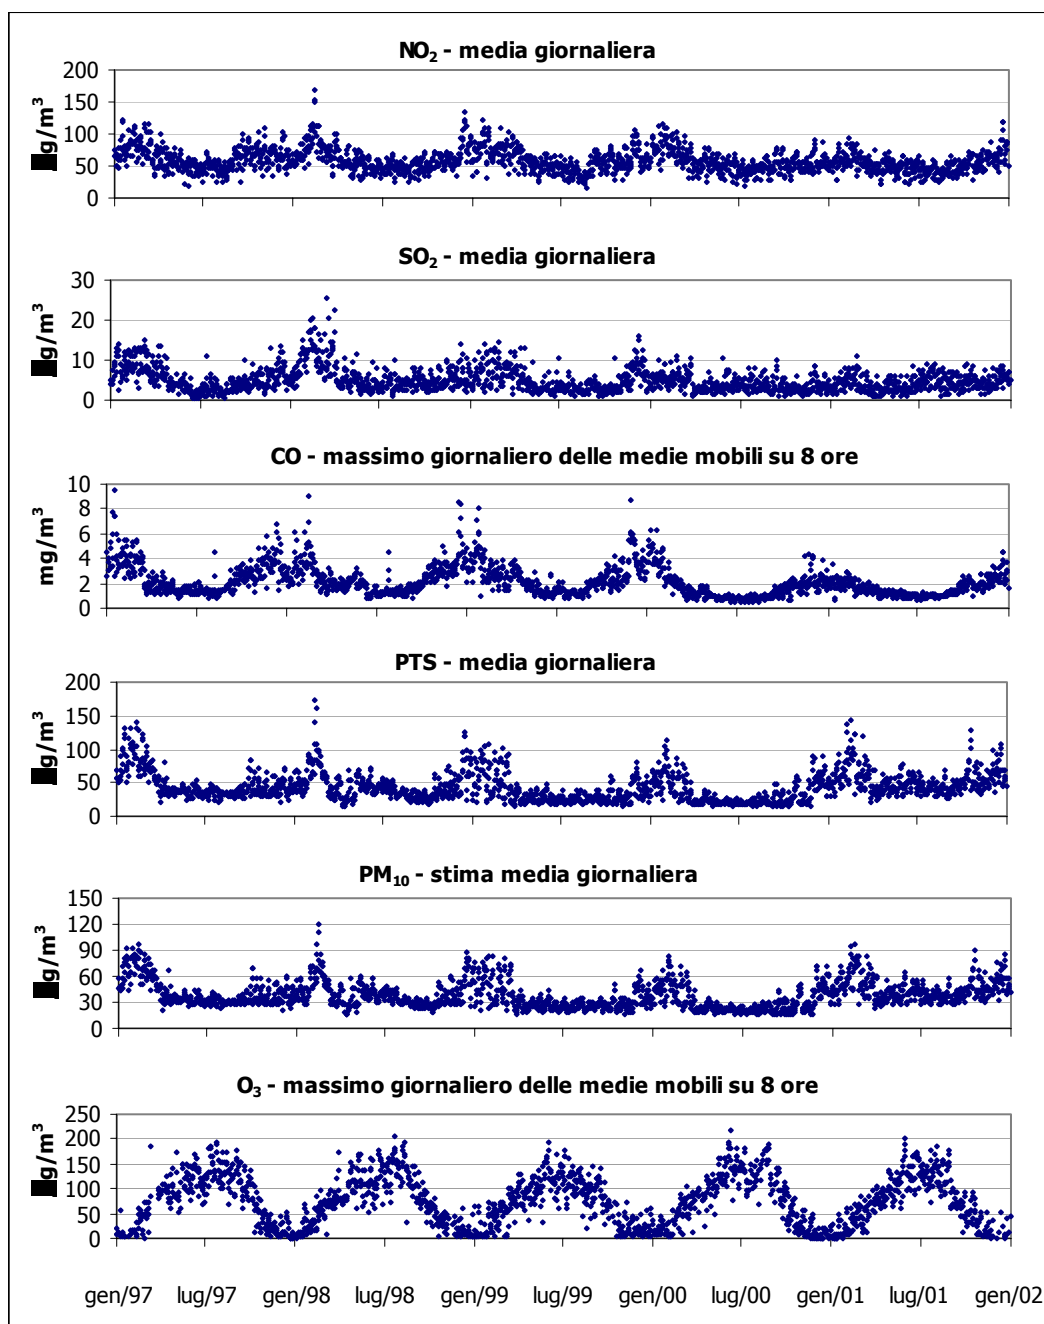 NO₂ - media giornaliera
200
150
100
50
0
g/m³
SO₂ - media giornaliera
30
20
10
0
g/m³
CO - massimo giornaliero delle medie mobili su 8 ore
10
8
6
4
2
0
mg/m³
PTS - media giornaliera
200
150
100
50
0
g/m³
PM₁₀ - stima media giornaliera
150
120
90
60
30
0
g/m³
O₃ - massimo giornaliero delle medie mobili su 8 ore
250
200
150
100
50
0
g/m³
gen/97 lug/97 gen/98 lug/98 gen/99 lug/99 gen/00 lug/00 gen/01 lug/01 gen/02